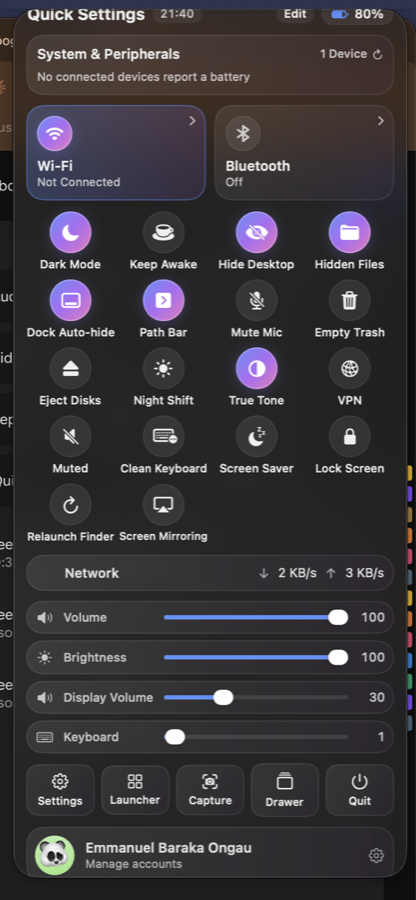 Quick Settings 21:40 Edit 80%
System & Peripherals 1 Device
No connected devices report a battery
Wi-Fi
Not Connected
Bluetooth
Off
Dark Mode Keep Awake Hide Desktop Hidden Files
Dock Auto-hide Path Bar Mute Mic Empty Trash
Eject Disks Night Shift True Tone VPN
Muted Clean Keyboard Screen Saver Lock Screen
Relaunch Finder Screen Mirroring
Network ↓ 2 KB/s ↑ 3 KB/s
Volume 100
Brightness 100
Display Volume 30
Keyboard 1
Settings Launcher Capture Drawer Quit
Emmanuel Baraka Ongau
Manage accounts